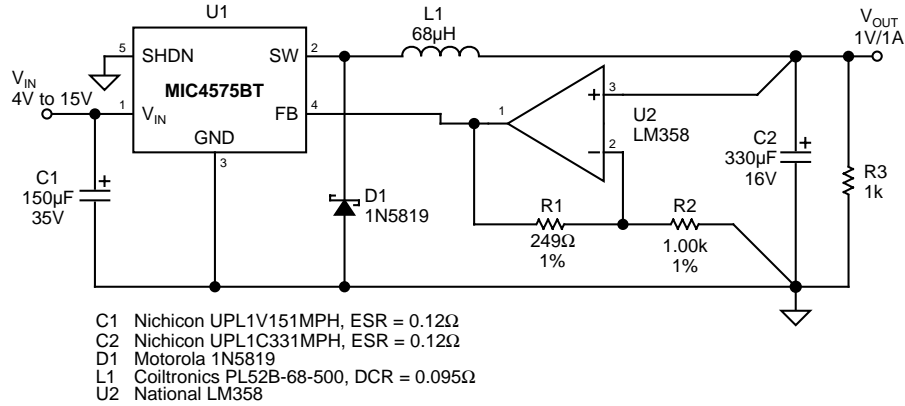 U1
L1
68µH
VOUT
1V/1A
5
SHDN
SW
2
MIC4575BT
VIN
4V to 15V
1
VIN
FB
4
GND
3
1
+
3
–
2
U2
LM358
C1
150µF
35V
+
D1
1N5819
R1
249Ω
1%
R2
1.00k
1%
C2
330µF
16V
+
R3
1k
C1 Nichicon UPL1V151MPH, ESR = 0.12Ω
C2 Nichicon UPL1C331MPH, ESR = 0.12Ω
D1 Motorola 1N5819
L1 Coiltronics PL52B-68-500, DCR = 0.095Ω
U2 National LM358